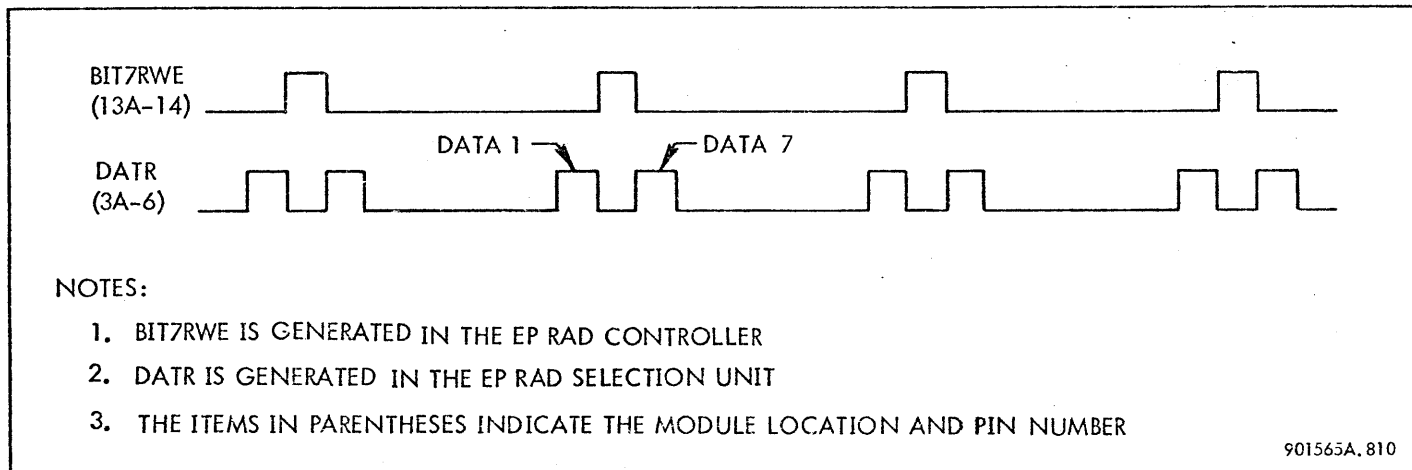 BIT7RWE
(13A-14)
DATA 1
DATA 7
DATR
(3A-6)
NOTES:
1. BIT7RWE IS GENERATED IN THE EP RAD CONTROLLER
2. DATR IS GENERATED IN THE EP RAD SELECTION UNIT
3. THE ITEMS IN PARENTHESES INDICATE THE MODULE LOCATION AND PIN NUMBER
901565A.810